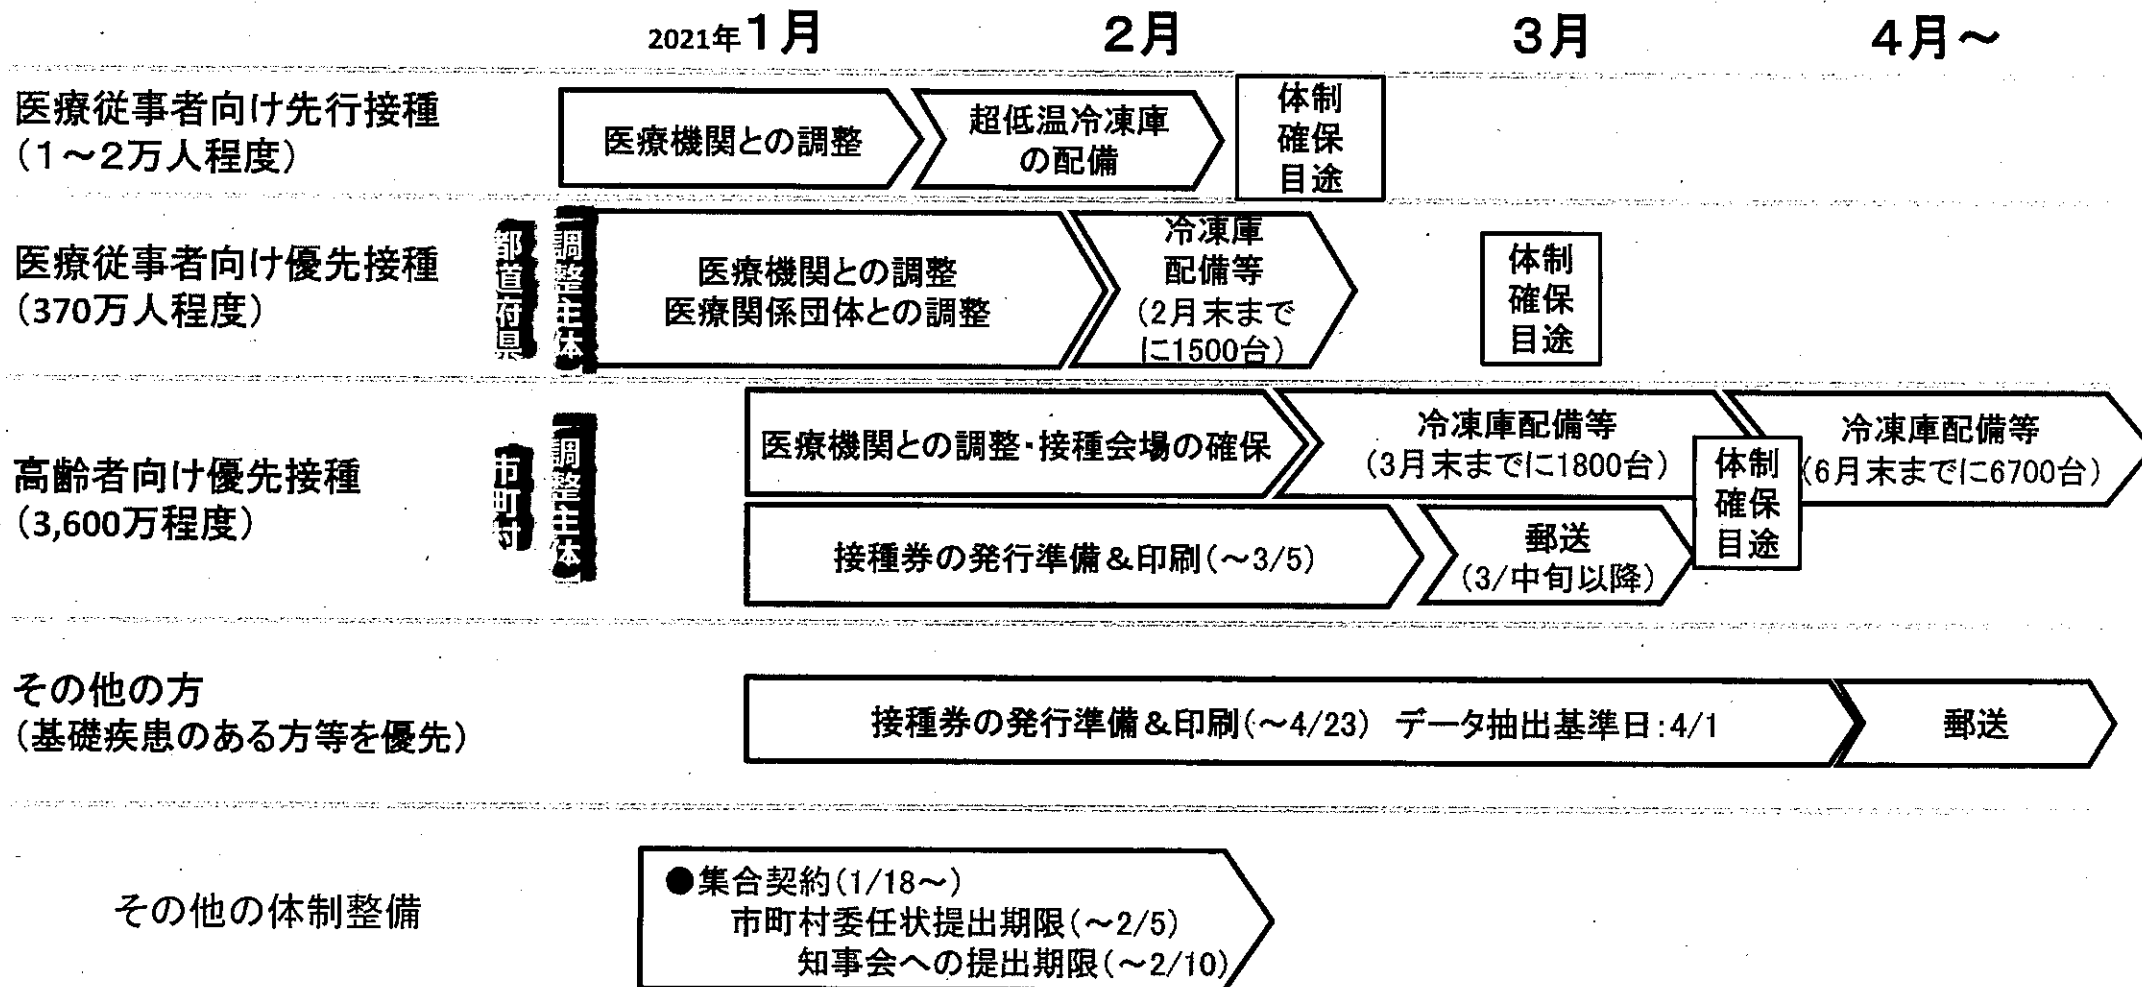 2021年1月 2月 3月 4月～
医療従事者向け先行接種
（1～2万人程度）
医療機関との調整
超低温冷凍庫
の配備
体制
確保
目途
医療従事者向け優先接種
（370万人程度）
都道府県
調整主体
医療機関との調整
医療関係団体との調整
冷凍庫
配備等
（2月末まで
に1500台）
体制
確保
目途
高齢者向け優先接種
（3,600万程度）
市町村
調整主体
医療機関との調整・接種会場の確保
冷凍庫配備等
（3月末までに1800台）
体制
確保
目途
冷凍庫配備等
（6月末までに6700台）
接種券の発行準備＆印刷（～3/5）
郵送
（3/中旬以降）
その他の方
（基礎疾患のある方等を優先）
接種券の発行準備＆印刷（～4/23） データ抽出基準日：4/1
郵送
その他の体制整備
●集合契約（1/18～）
市町村委任状提出期限（～2/5）
知事会への提出期限（～2/10）